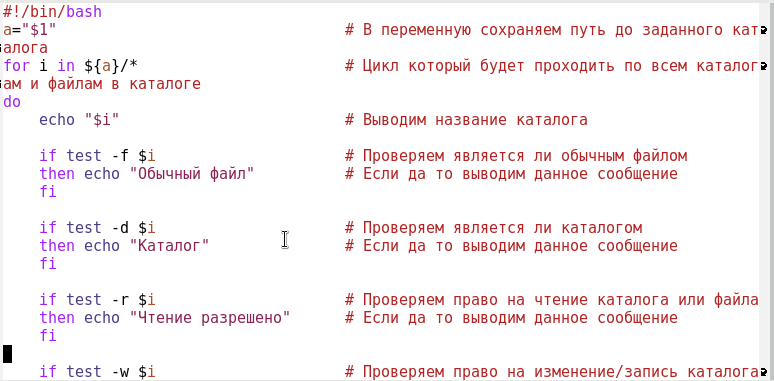 #!/bin/bash
a="$1" # В переменную сохраняем путь до заданного кат
алога
for i in ${a}/* # Цикл который будет проходить по всем каталог
ам и файлам в каталоге
do
echo "$i" # Выводим название каталога
if test -f $i # Проверяем является ли обычным файлом
then echo "Обычный файл" # Если да то выводим данное сообщение
fi
if test -d $i # Проверяем является ли каталогом
then echo "Каталог" # Если да то выводим данное сообщение
fi
if test -r $i # Проверяем право на чтение каталога или файла
then echo "Чтение разрешено" # Если да то выводим данное сообщение
fi
if test -w $i # Проверяем право на изменение/запись каталога